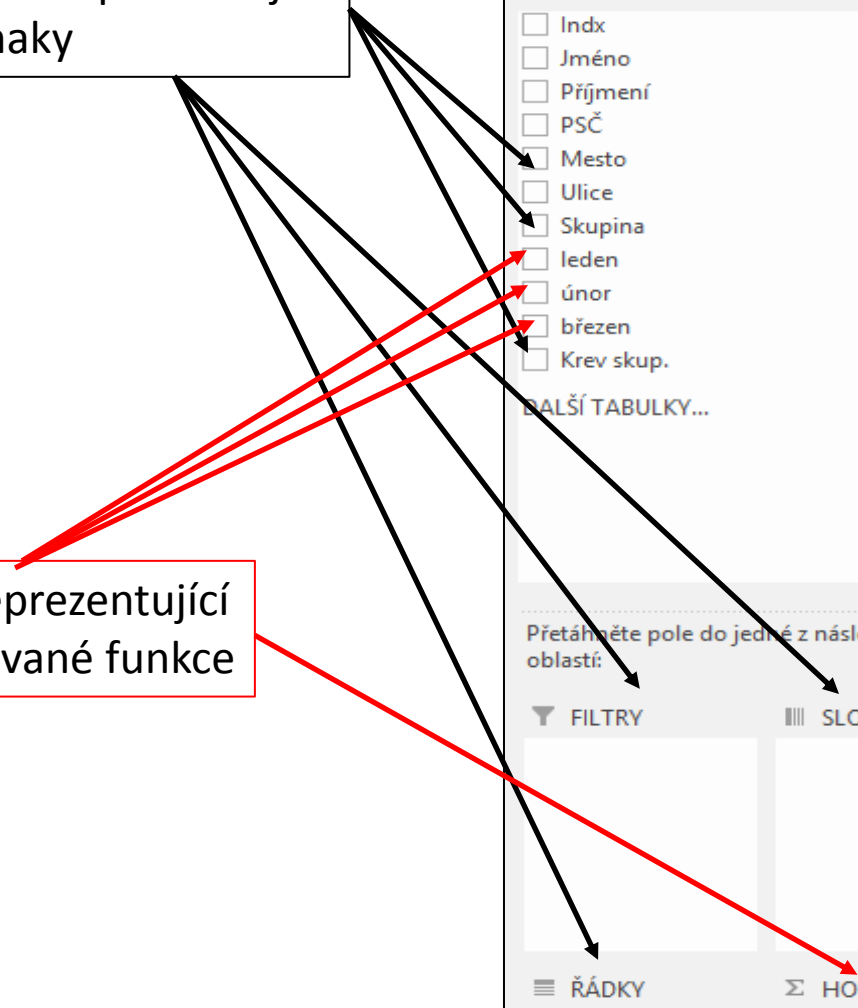 naky
Indx
Jméno
Příjmení
PSČ
Mesto
Ulice
Skupina
leden
únor
březen
Krev skup.
DALŠÍ TABULKY...
eprezentující
vané funkce
Přetáhněte pole do jedné z násl
oblastí:
FILTRY
SLO
ŘÁDKY
Σ HO